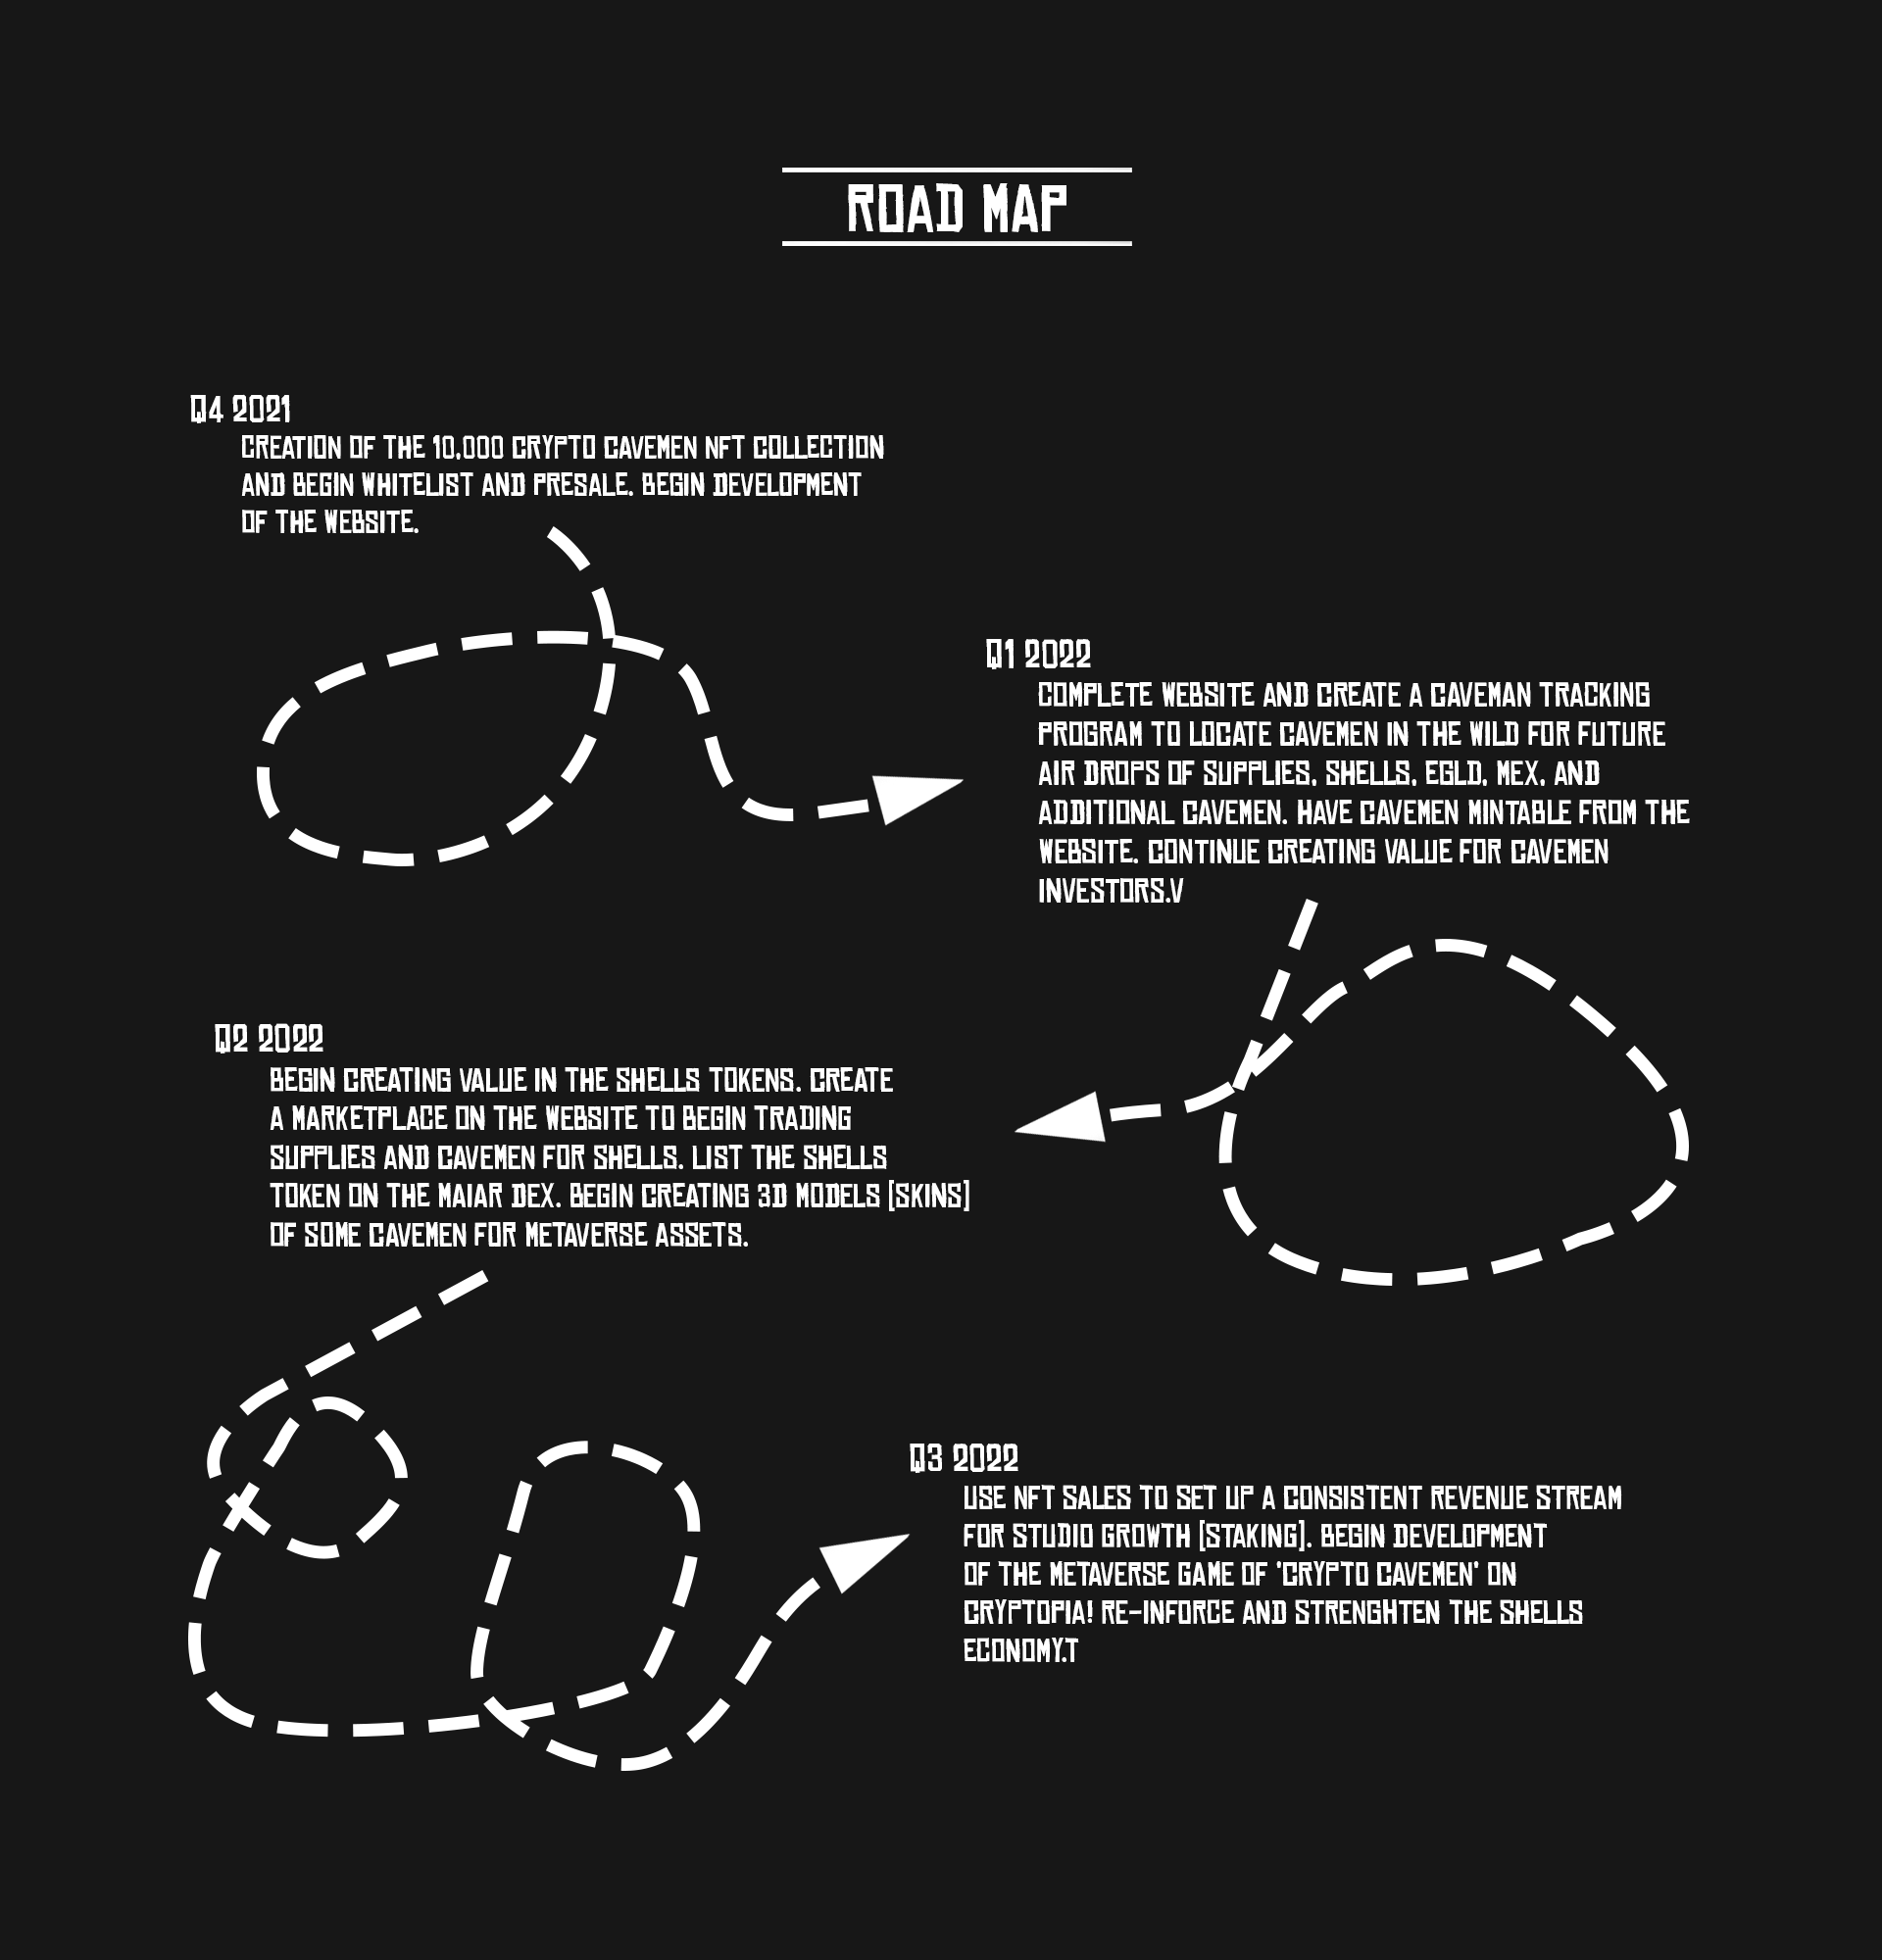 ROAD MAP
Q4 2021
CREATION OF THE 10,000 CRYPTO CAVEMEN NFT COLLECTION
AND BEGIN WHITELIST AND PRESALE. BEGIN DEVELOPMENT
OF THE WEBSITE.
Q1 2022
COMPLETE WEBSITE AND CREATE A CAVEMAN TRACKING
PROGRAM TO LOCATE CAVEMEN IN THE WILD FOR FUTURE
AIR DROPS OF SUPPLIES, SHELLS, EGLD, MEX, AND
ADDITIONAL CAVEMEN. HAVE CAVEMEN MINTABLE FROM THE
WEBSITE. CONTINUE CREATING VALUE FOR CAVEMEN
INVESTORS.V
Q2 2022
BEGIN CREATING VALUE IN THE SHELLS TOKENS. CREATE
A MARKETPLACE ON THE WEBSITE TO BEGIN TRADING
SUPPLIES AND CAVEMEN FOR SHELLS. LIST THE SHELLS
TOKEN ON THE MAIAR DEX. BEGIN CREATING 3D MODELS [SKINS]
OF SOME CAVEMEN FOR METAVERSE ASSETS.
Q3 2022
USE NFT SALES TO SET UP A CONSISTENT REVENUE STREAM
FOR STUDIO GROWTH [STAKING]. BEGIN DEVELOPMENT
OF THE METAVERSE GAME OF 'CRYPTO CAVEMEN' ON
CRYPTOPIA! RE-INFORCE AND STRENGHTEN THE SHELLS
ECONOMY.T